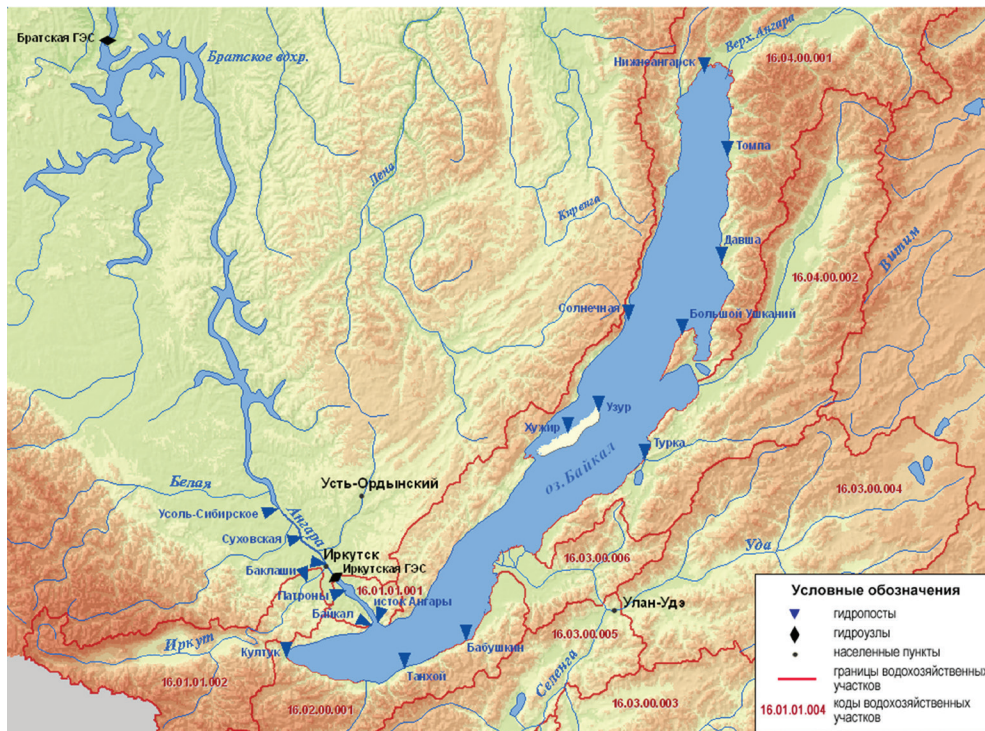 Братская ГЭС
Братское вдхр.
Верх.Ангара
Нижнеангарск
16.04.00.001
Томпа
Лена
Киренга
Давша
Витим
16.04.00.002
Солнечная
Большой Ушканий
Узур
Хужир
Турка
оз.Байкал
Белая
Усть-Ордынский
16.03.00.004
Усоль-Сибирское
Ангара
Суховская
Иркутск
16.03.00.006
Уда
Баклаши
Иркутская ГЭС
16.01.01.001
Патроны
исток Ангары
Улан-Удэ
Байкал
16.03.00.005
Иркут
Култук
Бабушкин
Танхой
Селенга
16.01.01.002
16.02.00.001
16.03.00.003
Условные обозначения
гидропосты
гидроузлы
населенные пункты
границы водохозяйственных
участков
16.01.01.004 коды водохозяйственных
участков